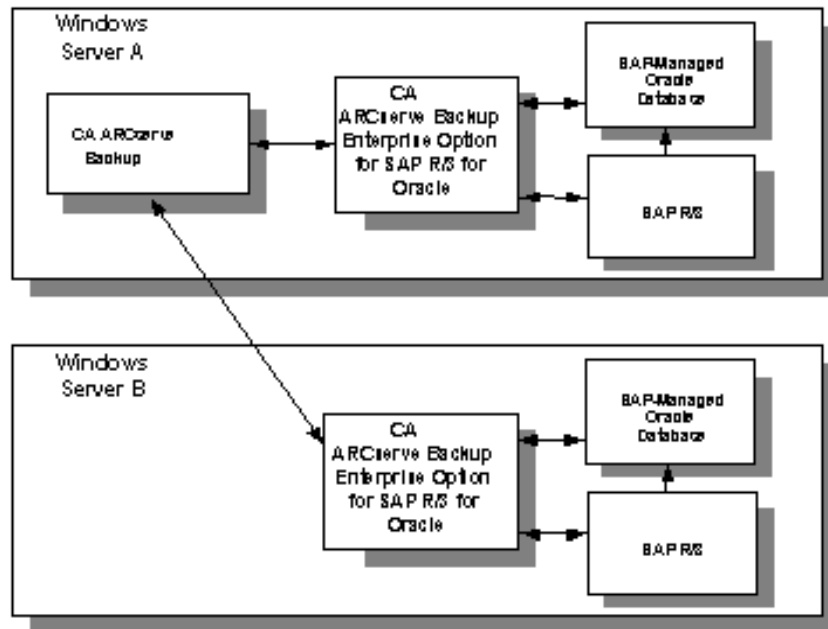 Windows
Server A
CA ARCserve
Backup
CA
ARCserve Backup
Enterprise Option
for SAP R/3 for
Oracle
SAP-Managed
Oracle
Database
SAP R/3
Windows
Server B
CA
ARCserve Backup
Enterprise Option
for SAP R/3 for
Oracle
SAP-Managed
Oracle
Database
SAP R/3